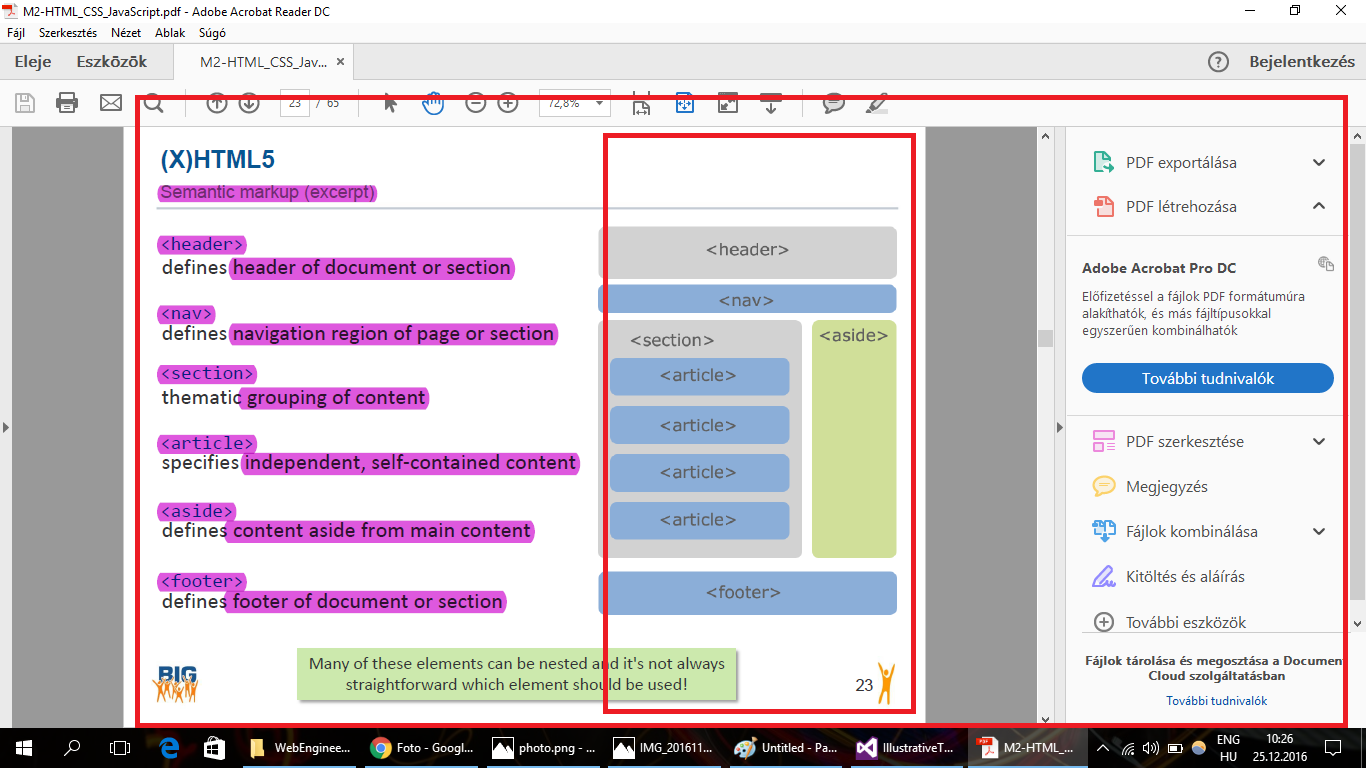 M2-HTML_CSS_JavaScript.pdf - Adobe Acrobat Reader DC
Fájl Szerkesztés Nézet Ablak Súgó
Eleje Eszközök M2-HTML_CSS_Jav... × ? Bejelentkezés
23 / 65 72,8%
(X)HTML5
Semantic markup (excerpt)
<header>
defines header of document or section
<nav>
defines navigation region of page or section
<section>
thematic grouping of content
<article>
specifies independent, self-contained content
<aside>
defines content aside from main content
<footer>
defines footer of document or section
<header>
<nav>
<section>
<aside>
<article>
<article>
<article>
<article>
<footer>
Many of these elements can be nested and it's not always
straightforward which element should be used!
BIG
23
PDF exportálása
PDF létrehozása
Adobe Acrobat Pro DC
Előfizetéssel a fájlok PDF formátumúra
alakíthatók, és más fájltípusokkal
egyszerűen kombinálhatók
További tudnivalók
PDF szerkesztése
Megjegyzés
Fájlok kombinálása
Kitöltés és aláírás
További eszközök
Fájlok tárolása és megosztása a Document
Cloud szolgáltatásban
További tudnivalók
WebEnginee... Foto - Googl... photo.png - ... IMG_201611... Untitled - Pa... IllustrativeT... M2-HTML_... ENG 10:26
HU 25.12.2016